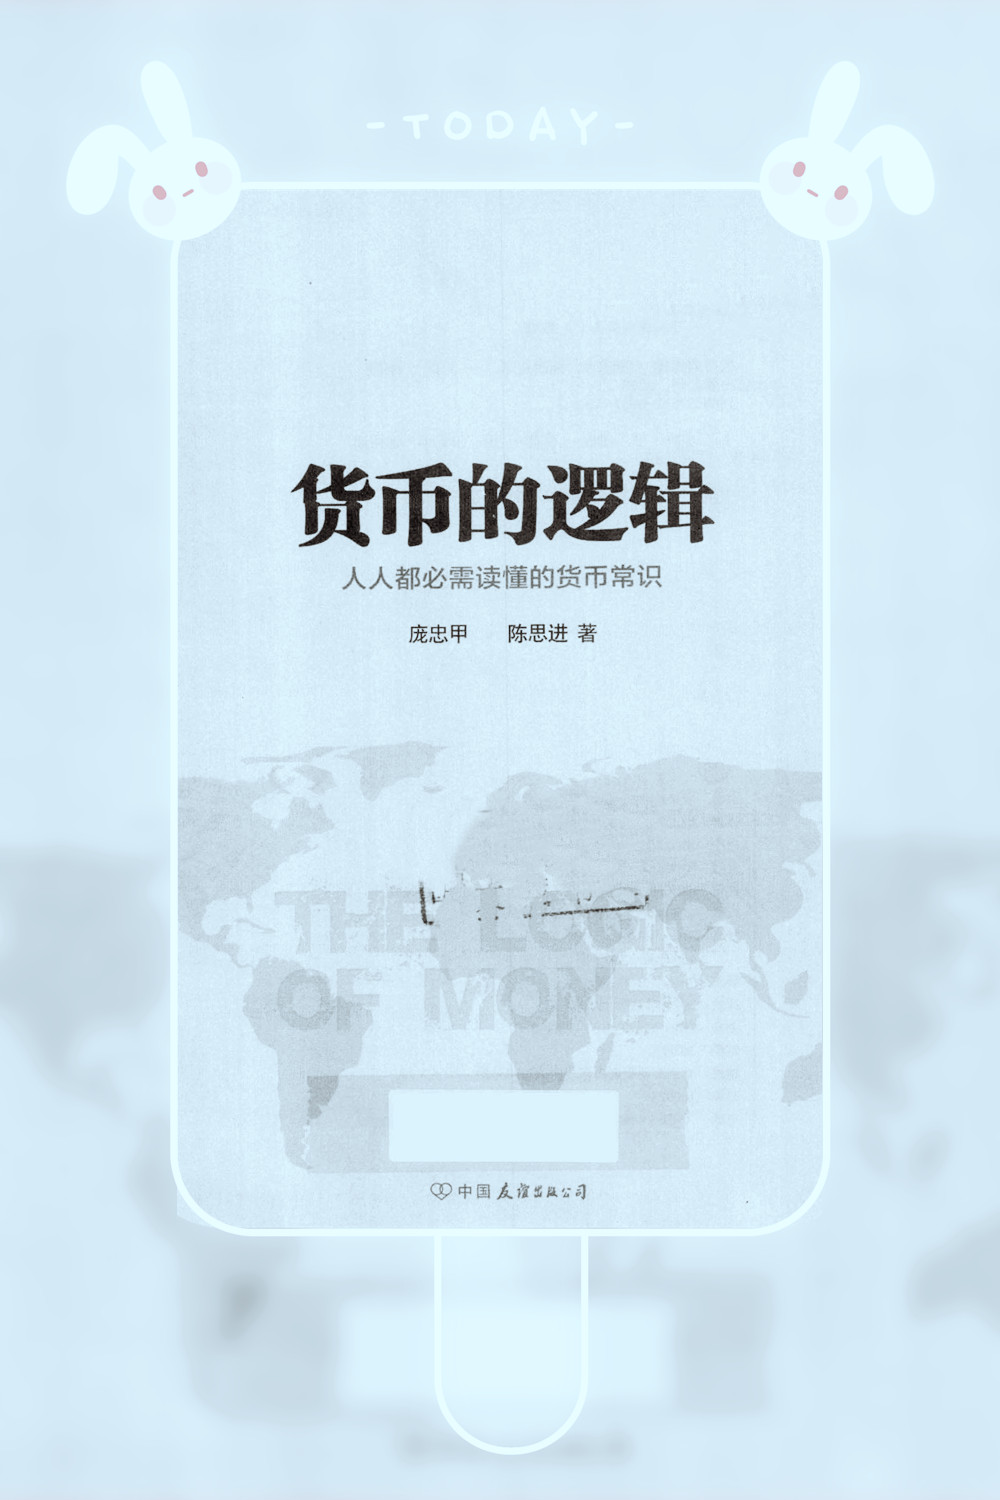 -TODAY-
货币的逻辑
人人都必需读懂的货币常识
庞忠甲 陈思进 著
THE LOGIC
OF MONEY
中国友谊出版公司